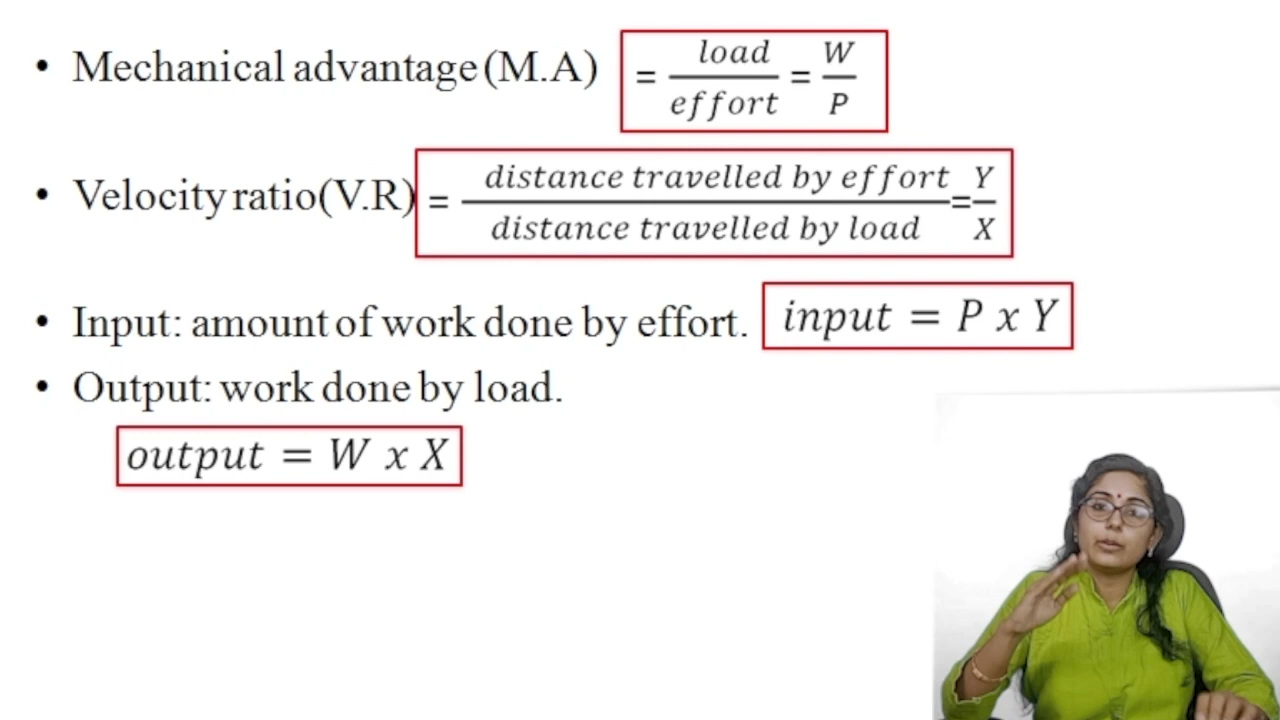 • Mechanical advantage (M.A) = load / effort = W / P
• Velocity ratio(V.R) = distance travelled by effort / distance travelled by load = Y / X
• Input: amount of work done by effort. input = P x Y
• Output: work done by load.
output = W x X